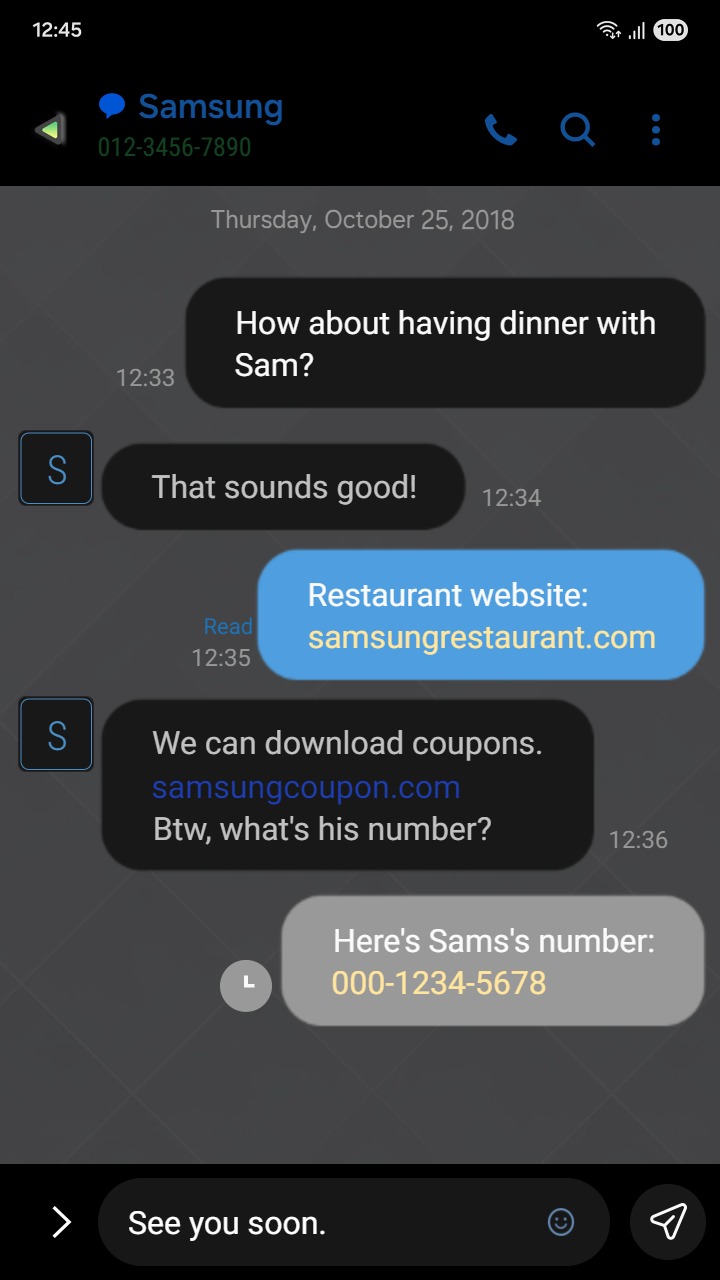 12:45
100
Samsung
012-3456-7890
Thursday, October 25, 2018
How about having dinner with
Sam?
12:33
S
That sounds good!
12:34
Restaurant website:
samsungrestaurant.com
Read
12:35
S
We can download coupons.
samsungcoupon.com
Btw, what's his number?
12:36
Here's Sams's number:
000-1234-5678
See you soon.